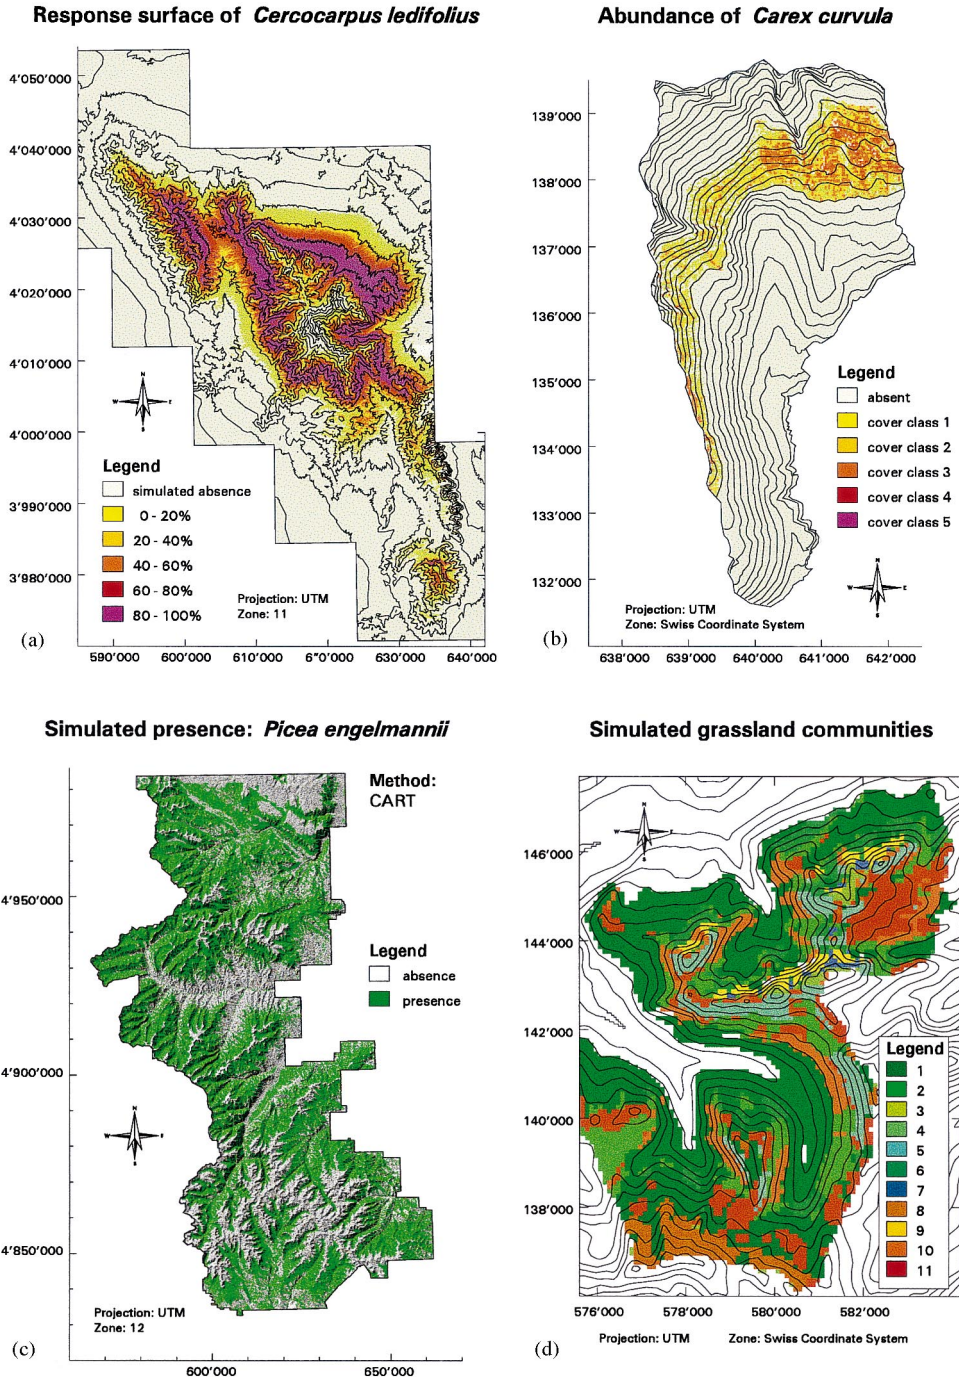 Response surface of Cercocarpus ledifolius
4'050'000
4'040'000
4'030'000
4'020'000
4'010'000
4'000'000
3'990'000
3'980'000
N
W E
S
Legend
simulated absence
0 - 20%
20 - 40%
40 - 60%
60 - 80%
80 - 100%
Projection: UTM
Zone: 11
(a)
590'000 600'000 610'000 6"0'000 630'000 640'000
Abundance of Carex curvula
139'000
138'000
137'000
136'000
135'000
134'000
133'000
132'000
Legend
absent
cover class 1
cover class 2
cover class 3
cover class 4
cover class 5
N
W E
S
Projection: UTM
Zone: Swiss Coordinate System
(b)
638'000 639'000 640'000 641'000 642'000
Simulated presence: Picea engelmannii
Method:
CART
4'950'000
4'900'000
4'850'000
Legend
absence
presence
N
W E
S
Projection: UTM
Zone: 12
(c)
600'000 650'000
Simulated grassland communities
N
W E
S
146'000
144'000
142'000
140'000
138'000
Legend
1
2
3
4
5
6
7
8
9
10
11
576'000 578'000 580'000 582'000
Projection: UTM Zone: Swiss Coordinate System
(d)